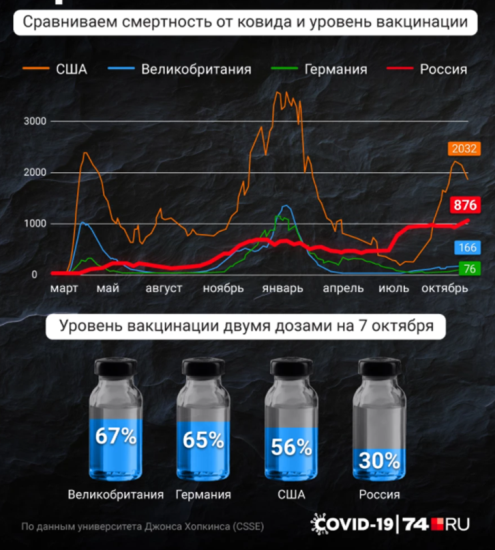 Сравниваем смертность от ковида и уровень вакцинации
США Великобритания Германия Россия
3000
2032
2000
876
1000
166
76
0
март май август ноябрь январь апрель июль октябрь
Уровень вакцинации двумя дозами на 7 октября
67% 65% 56% 30%
Великобритания Германия США Россия
По данным университета Джонса Хопкинса (CSSE)
COVID-19 | 74 RU